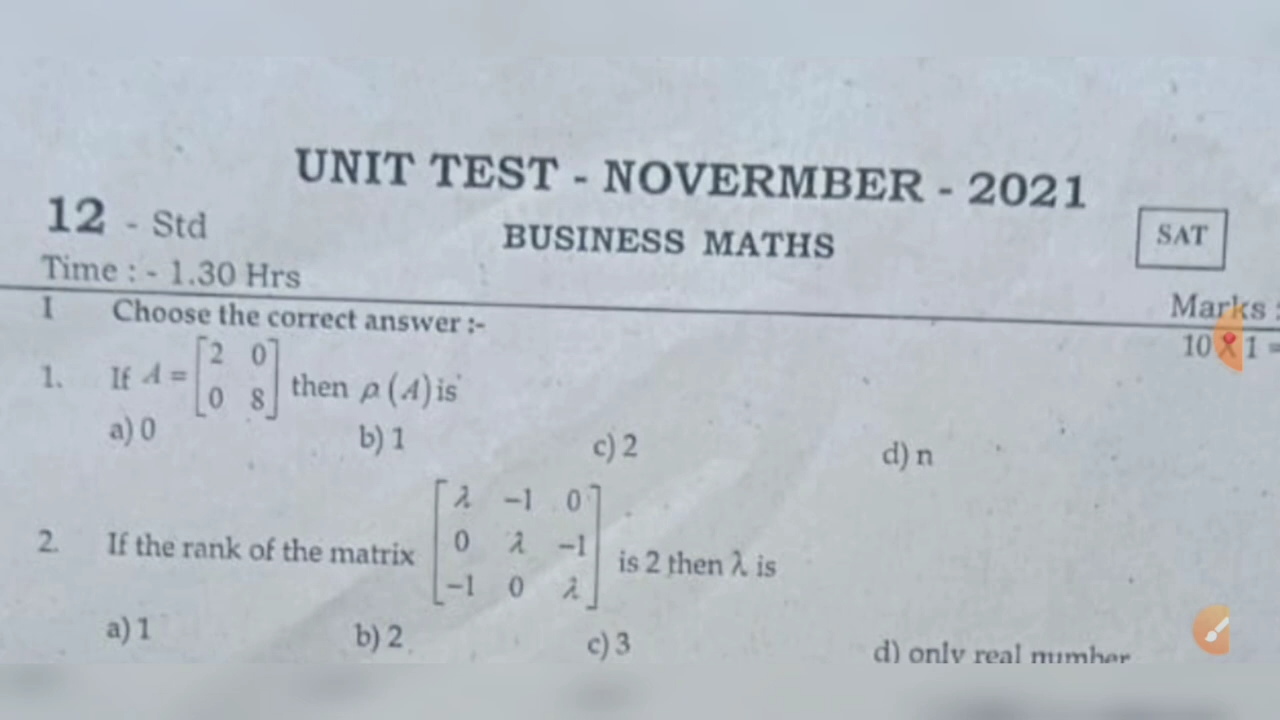 UNIT TEST - NOVERMBER - 2021
12 - Std
BUSINESS MATHS
SAT
Time : - 1.30 Hrs
Marks :
I Choose the correct answer :-
10 X 1 =
1. If A = [2 0; 0 8] then ρ (A) is
a) 0 b) 1 c) 2 d) n
2. If the rank of the matrix [λ -1 0; 0 λ -1; -1 0 λ] is 2 then λ is
a) 1 b) 2 c) 3 d) only real number